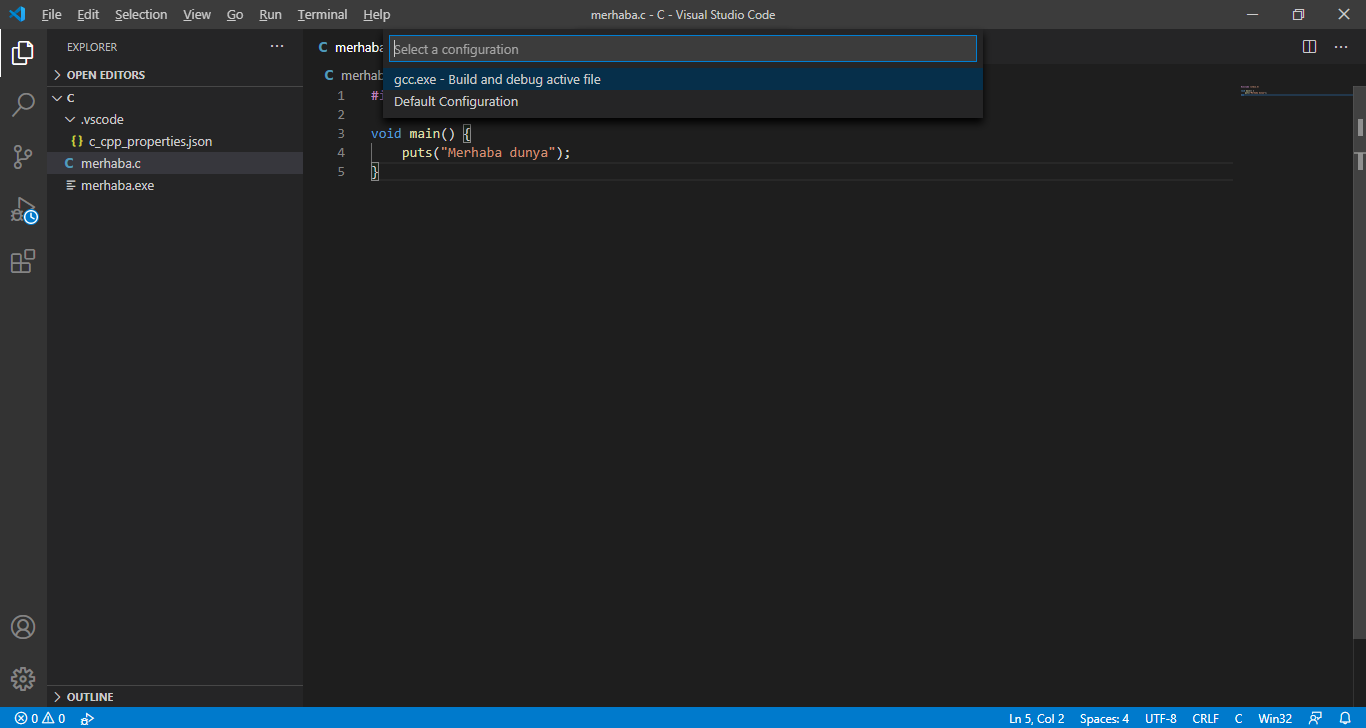 File Edit Selection View Go Run Terminal Help merhaba.c - C - Visual Studio Code
EXPLORER
OPEN EDITORS
C
.vscode
{} c_cpp_properties.json
C merhaba.c
merhaba.exe
OUTLINE
C merhaba
Select a configuration
gcc.exe - Build and debug active file
Default Configuration
C merhab
1 #i
2
3 void main() {
4 puts("Merhaba dunya");
5 }
0 0 Ln 5, Col 2 Spaces: 4 UTF-8 CRLF C Win32